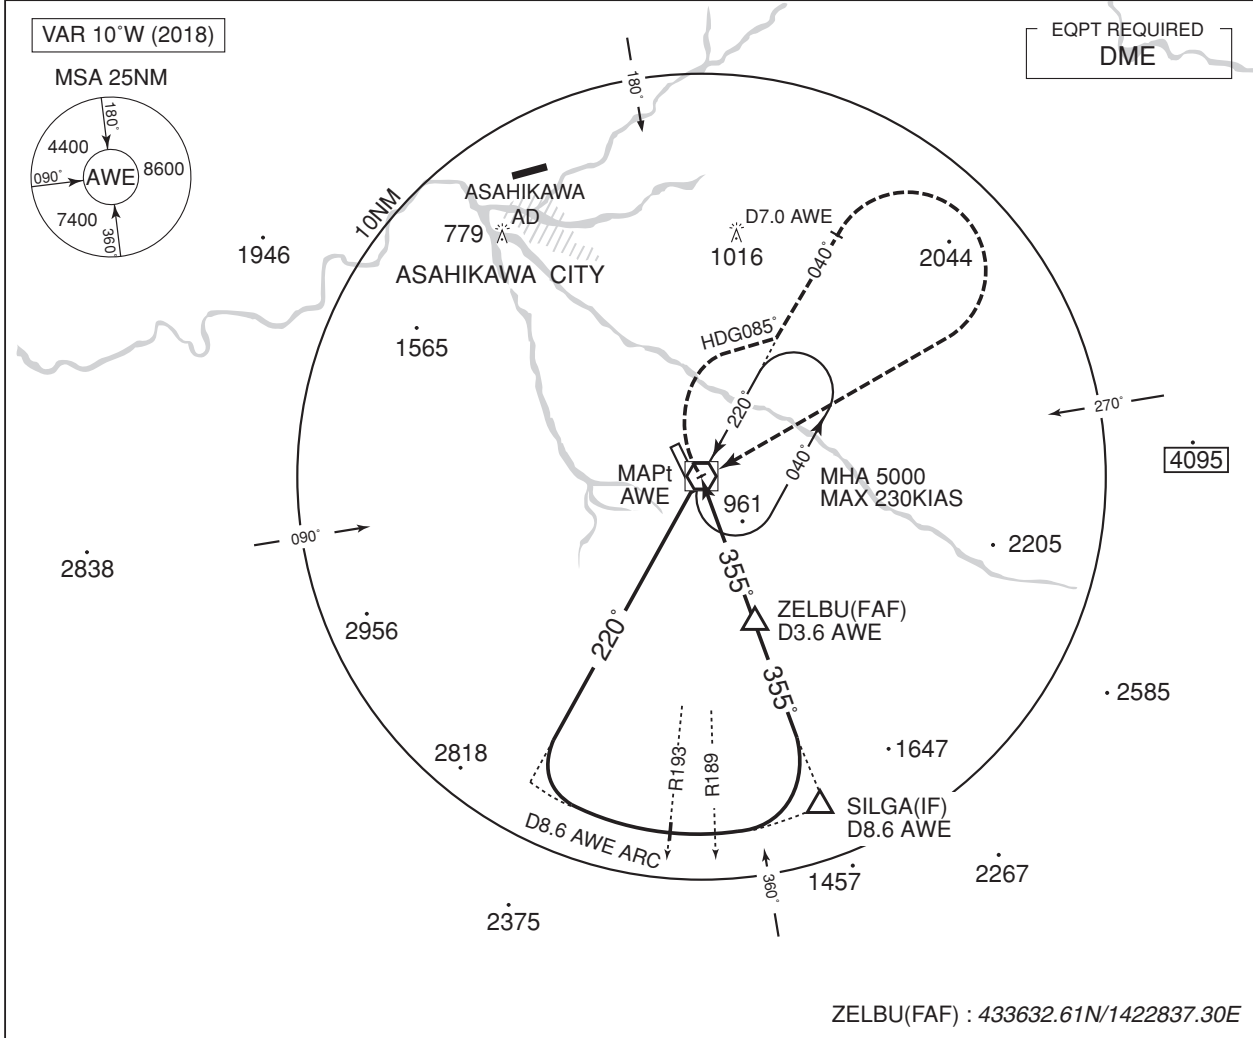 VAR 10°W (2018)
EQPT REQUIRED
DME
MSA 25NM
180°
4400
8600
090°
AWE
7400
360°
180°
10NM
ASAHIKAWA
AD
779
ASAHIKAWA CITY
D7.0 AWE
1016
040°
2044
1946
1565
HDG085°
220°
040°
270°
4095
MAPt
AWE
961
MHA 5000
MAX 230KIAS
090°
2838
2205
355°
ZELBU(FAF)
D3.6 AWE
2956
220°
355°
2585
R193
R189
1647
2818
SILGA(IF)
D8.6 AWE
D8.6 AWE ARC
360°
1457
2267
2375
ZELBU(FAF) : 433632.61N/1422837.30E